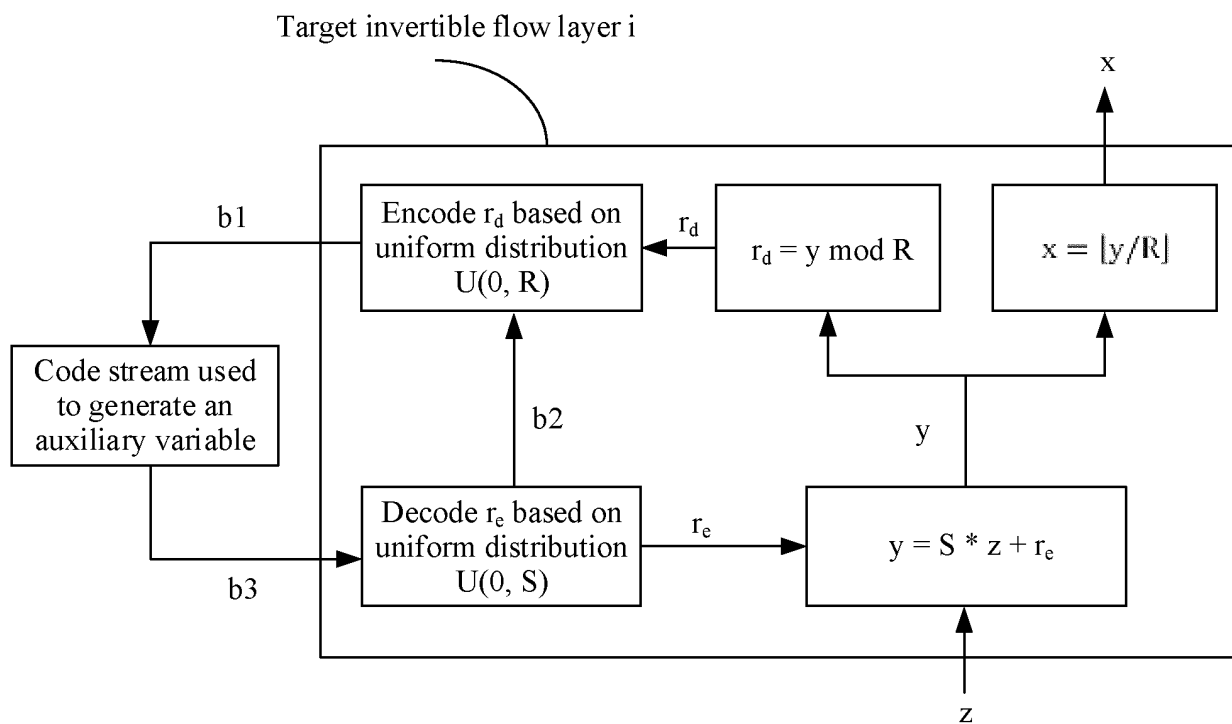 Target invertible flow layer i
x
b1
Encode r_d based on
uniform distribution
U(0, R)
r_d
r_d = y mod R
x = ⌊y/R⌋
Code stream used
to generate an
auxiliary variable
b2
y
b3
Decode r_e based on
uniform distribution
U(0, S)
r_e
y = S * z + r_e
z